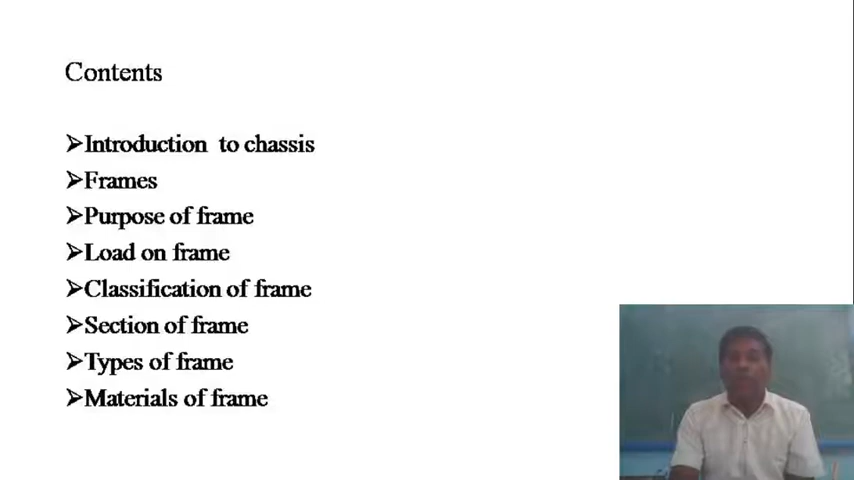 Contents
➢Introduction to chassis
➢Frames
➢Purpose of frame
➢Load on frame
➢Classification of frame
➢Section of frame
➢Types of frame
➢Materials of frame